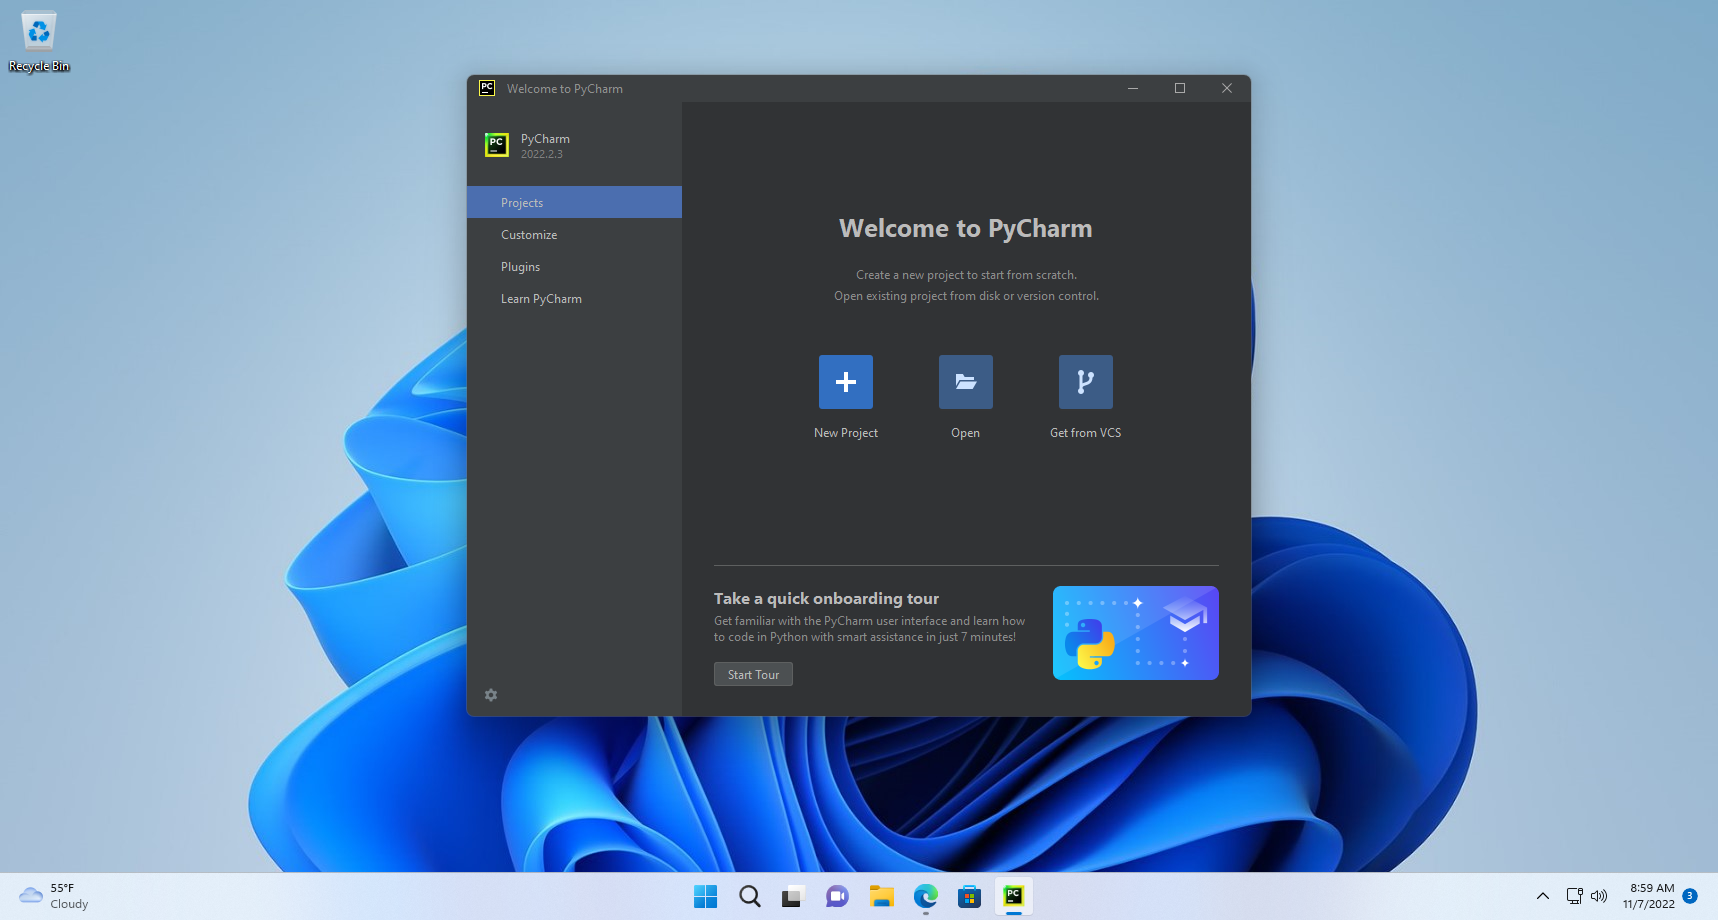 Recycle Bin
PC
Welcome to PyCharm
PC
PyCharm
2022.2.3
Projects
Customize
Plugins
Learn PyCharm
Welcome to PyCharm
Create a new project to start from scratch.
Open existing project from disk or version control.
New Project
Open
Get from VCS
Take a quick onboarding tour
Get familiar with the PyCharm user interface and learn how
to code in Python with smart assistance in just 7 minutes!
Start Tour
55°F
Cloudy
PC
8:59 AM
11/7/2022
3